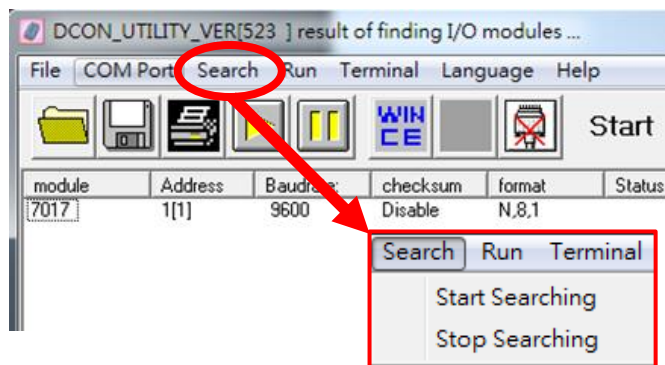 DCON_UTILITY_VER[523 ] result of finding I/O modules ...
File COM Port Search Run Terminal Language Help
WIN CE Start
module Address Baudrate: checksum format Status
7017 1[1] 9600 Disable N,8,1
Search Run Terminal
Start Searching
Stop Searching